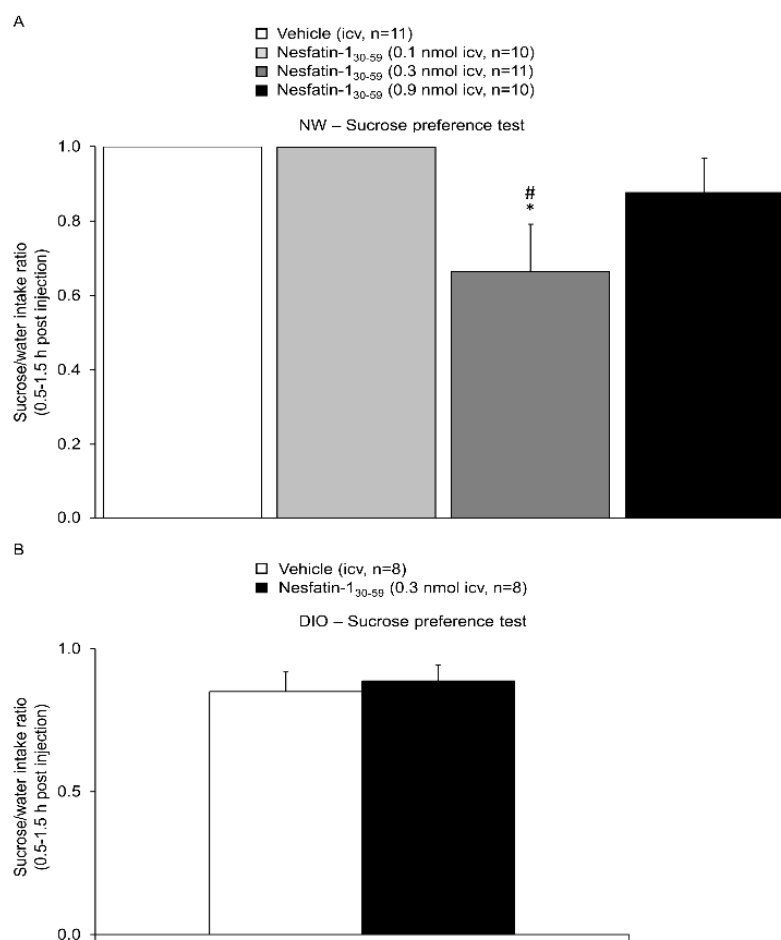 A
Vehicle (icv, n=11)
Nesfatin-1₃₀₋₅₉ (0.1 nmol icv, n=10)
Nesfatin-1₃₀₋₅₉ (0.3 nmol icv, n=11)
Nesfatin-1₃₀₋₅₉ (0.9 nmol icv, n=10)
NW – Sucrose preference test
Sucrose/water intake ratio
(0.5-1.5 h post injection)
1.0
0.8
0.6
0.4
0.2
0.0
#
*
B
Vehicle (icv, n=8)
Nesfatin-1₃₀₋₅₉ (0.3 nmol icv, n=8)
DIO – Sucrose preference test
Sucrose/water intake ratio
(0.5-1.5 h post injection)
1.0
0.5
0.0